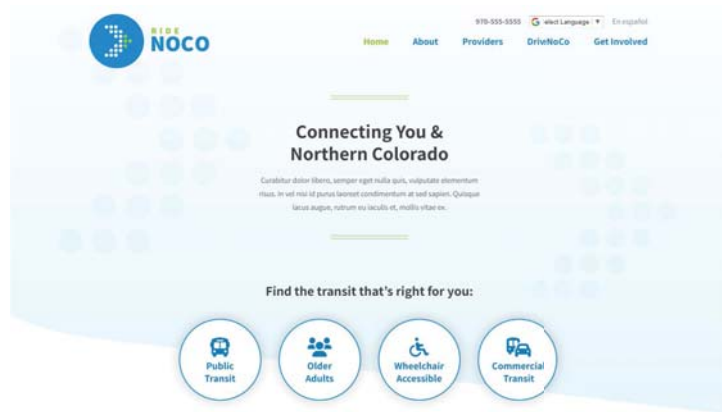 970-555-5555 elect Language ▼ En español
RIDE
NOCO
Home About Providers DriviNoCo Get Involved
Connecting You &
Northern Colorado
Curabitur dolor libero, semper eget nulla quis, vulputate elementum
risus. In vel nisi id purus laoreet condimentum at sed sapien. Quisque
lacus augue, rutrum eu iaculis et, mollis vitae ex.
Find the transit that's right for you:
Public
Transit
Older
Adults
Wheelchair
Accessible
Commercial
Transit